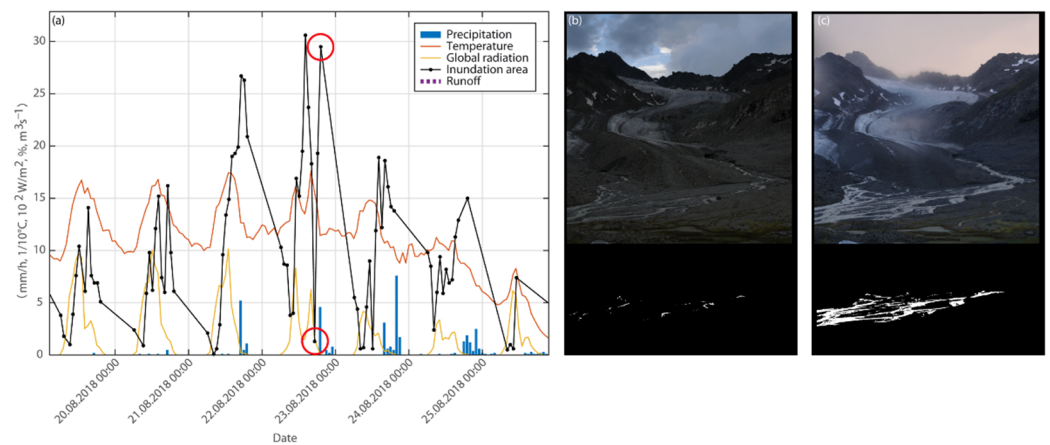 (a)
Precipitation
Temperature
Global radiation
Inundation area
Runoff
(mm/h, 1/10°C, 10 ² W/m², %, m³s⁻¹)
30
25
20
15
10
5
0
20.08.2018 00:00
21.08.2018 00:00
22.08.2018 00:00
23.08.2018 00:00
24.08.2018 00:00
25.08.2018 00:00
Date
(b)
(c)